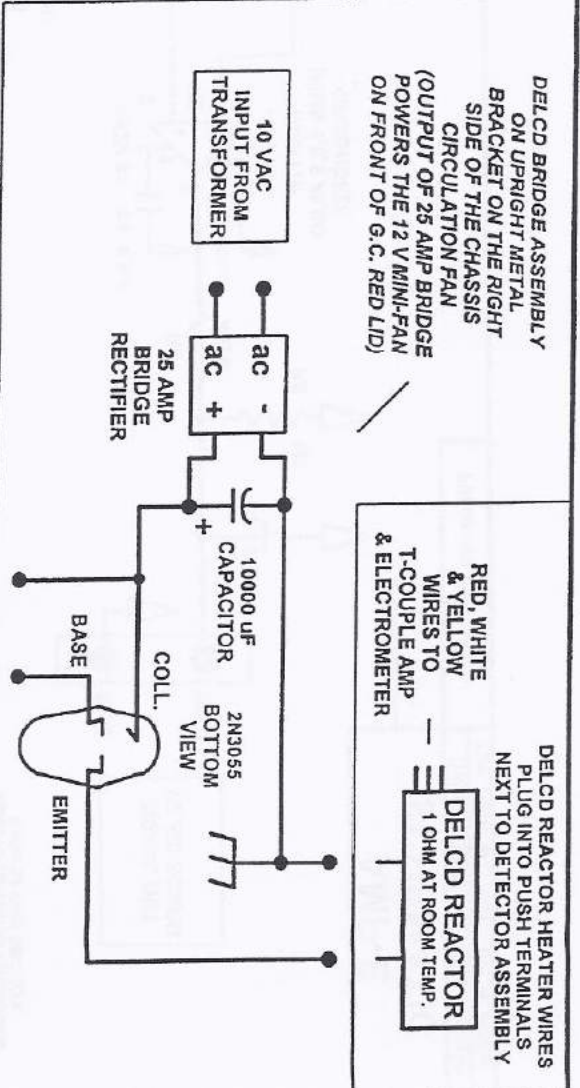 DELCD BRIDGE ASSEMBLY
ON UPRIGHT METAL
BRACKET ON THE RIGHT
SIDE OF THE CHASSIS
CIRCULATION FAN
(OUTPUT OF 25 AMP BRIDGE
POWERS THE 12 V MINI-FAN
ON FRONT OF G.C. RED LID)
DELCD REACTOR HEATER WIRES
PLUG INTO PUSH TERMINALS
NEXT TO DETECTOR ASSEMBLY
RED, WHITE
& YELLOW
WIRES TO
T-COUPLE AMP
& ELECTROMETER
DELCD REACTOR
1 OHM AT ROOM TEMP.
10 VAC
INPUT FROM
TRANSFORMER
ac -
ac +
25 AMP
BRIDGE
RECTIFIER
+
10000 uF
CAPACITOR
2N3055
BOTTOM
VIEW
COLL.
BASE
EMITTER